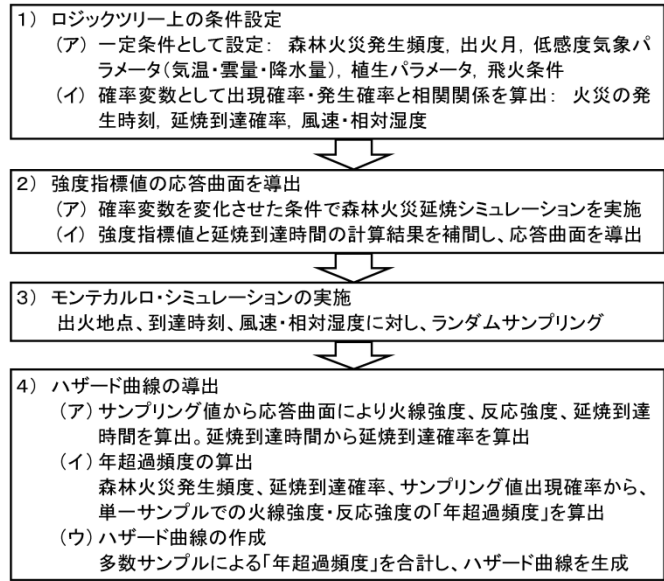 １） ロジックツリー上の条件設定
（ア） 一定条件として設定： 森林火災発生頻度, 出火月, 低感度気象パ
ラメータ（気温・雲量・降水量）, 植生パラメータ, 飛火条件
（イ） 確率変数として出現確率・発生確率と相関関係を算出： 火災の発
生時刻, 延焼到達確率, 風速・相対湿度
２） 強度指標値の応答曲面を導出
（ア） 確率変数を変化させた条件で森林火災延焼シミュレーションを実施
（イ） 強度指標値と延焼到達時間の計算結果を補間し、応答曲面を導出
３） モンテカルロ・シミュレーションの実施
出火地点、到達時刻、風速・相対湿度に対し、ランダムサンプリング
４） ハザード曲線の導出
（ア） サンプリング値から応答曲面により火線強度、反応強度、延焼到達
時間を算出。延焼到達時間から延焼到達確率を算出
（イ） 年超過頻度の算出
森林火災発生頻度、延焼到達確率、サンプリング値出現確率から、
単一サンプルでの火線強度・反応強度の「年超過頻度」を算出
（ウ） ハザード曲線の作成
多数サンプルによる「年超過頻度」を合計し、ハザード曲線を生成